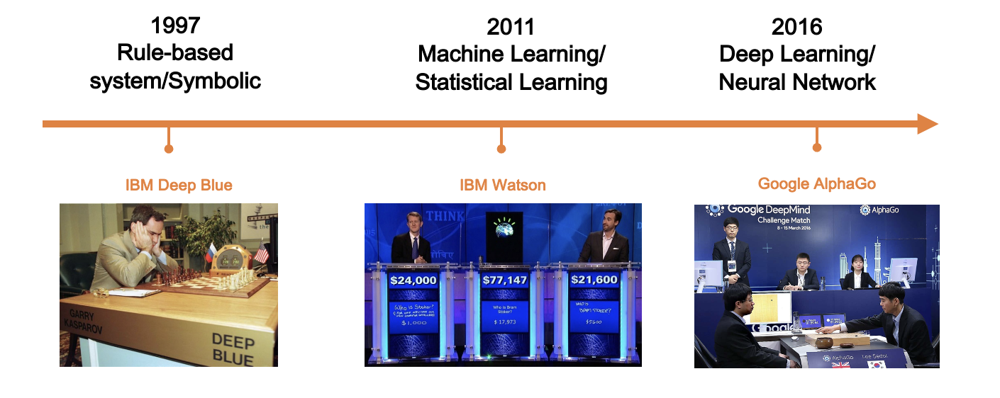 1997
Rule-based
system/Symbolic
2011
Machine Learning/
Statistical Learning
2016
Deep Learning/
Neural Network
IBM Deep Blue
IBM Watson
Google AlphaGo
GARRY
KASPAROV
DEEP
BLUE
THINK
$24,000
$77,147
$21,600
Who is Stoker?
$1,000
Who is Bram
Stoker?
$ 17,973
WHO IS
BRAM STOKER?
$5600
Google DeepMind
Challenge Match
8 - 15 March 2016
AlphaGo
Google
AlphaGo
Lee Sedol